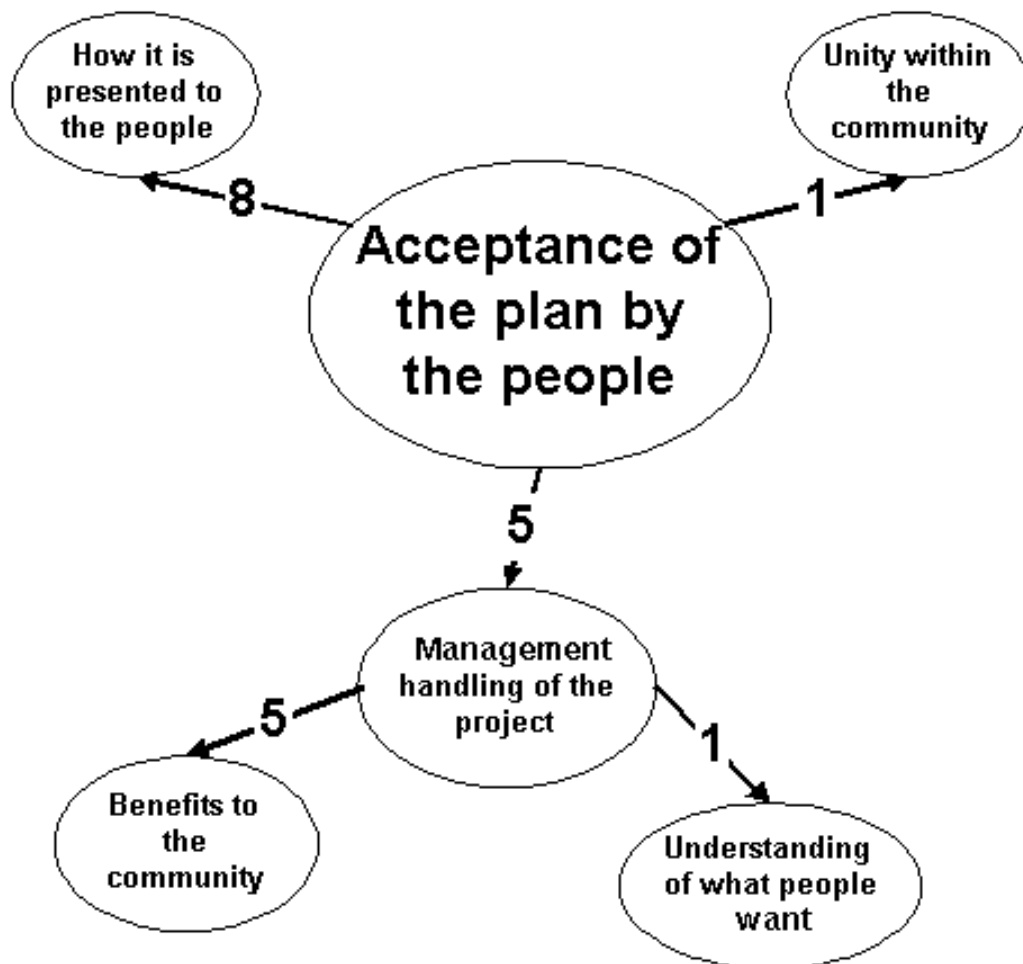 How it is
presented to
the people
Unity within
the
community
8
1
Acceptance of
the plan by
the people
5
Management
handling of the
project
5
1
Benefits to
the
community
Understanding
of what people
want